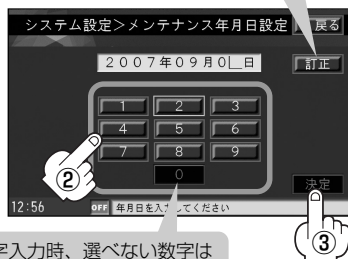 システム設定＞メンテナンス年月日設定 戻る
2007年09月0_日 訂正
1 2 3
4 5 6
7 8 9
0
②
決定
12:56 OFF 年月日を入力してください
③
字入力時、選べない数字は